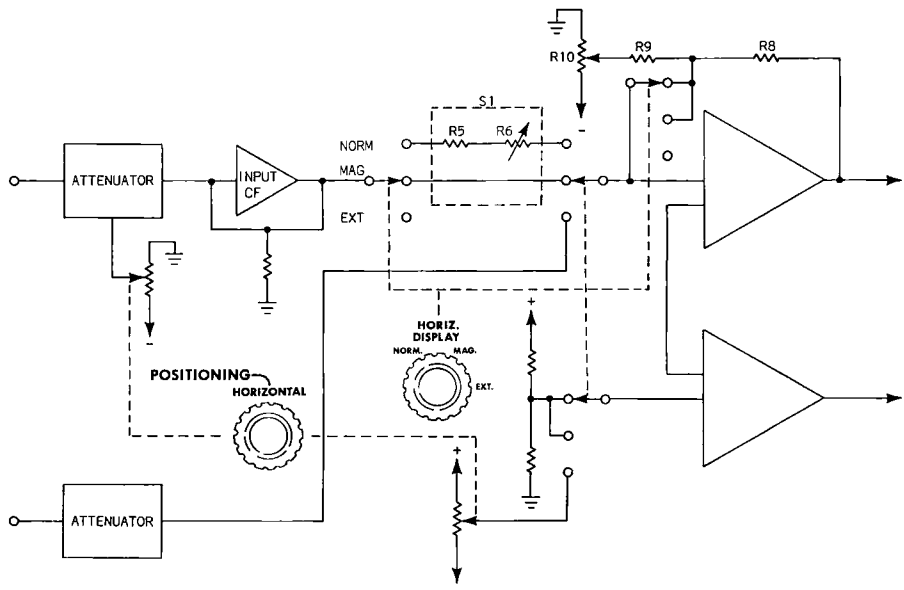 R10
R9
R8
-
S1
R5
R6
NORM
MAG
EXT
ATTENUATOR
INPUT
CF
-
+
HORIZ.
DISPLAY
NORM.
MAG.
EXT.
POSITIONING
HORIZONTAL
+
ATTENUATOR